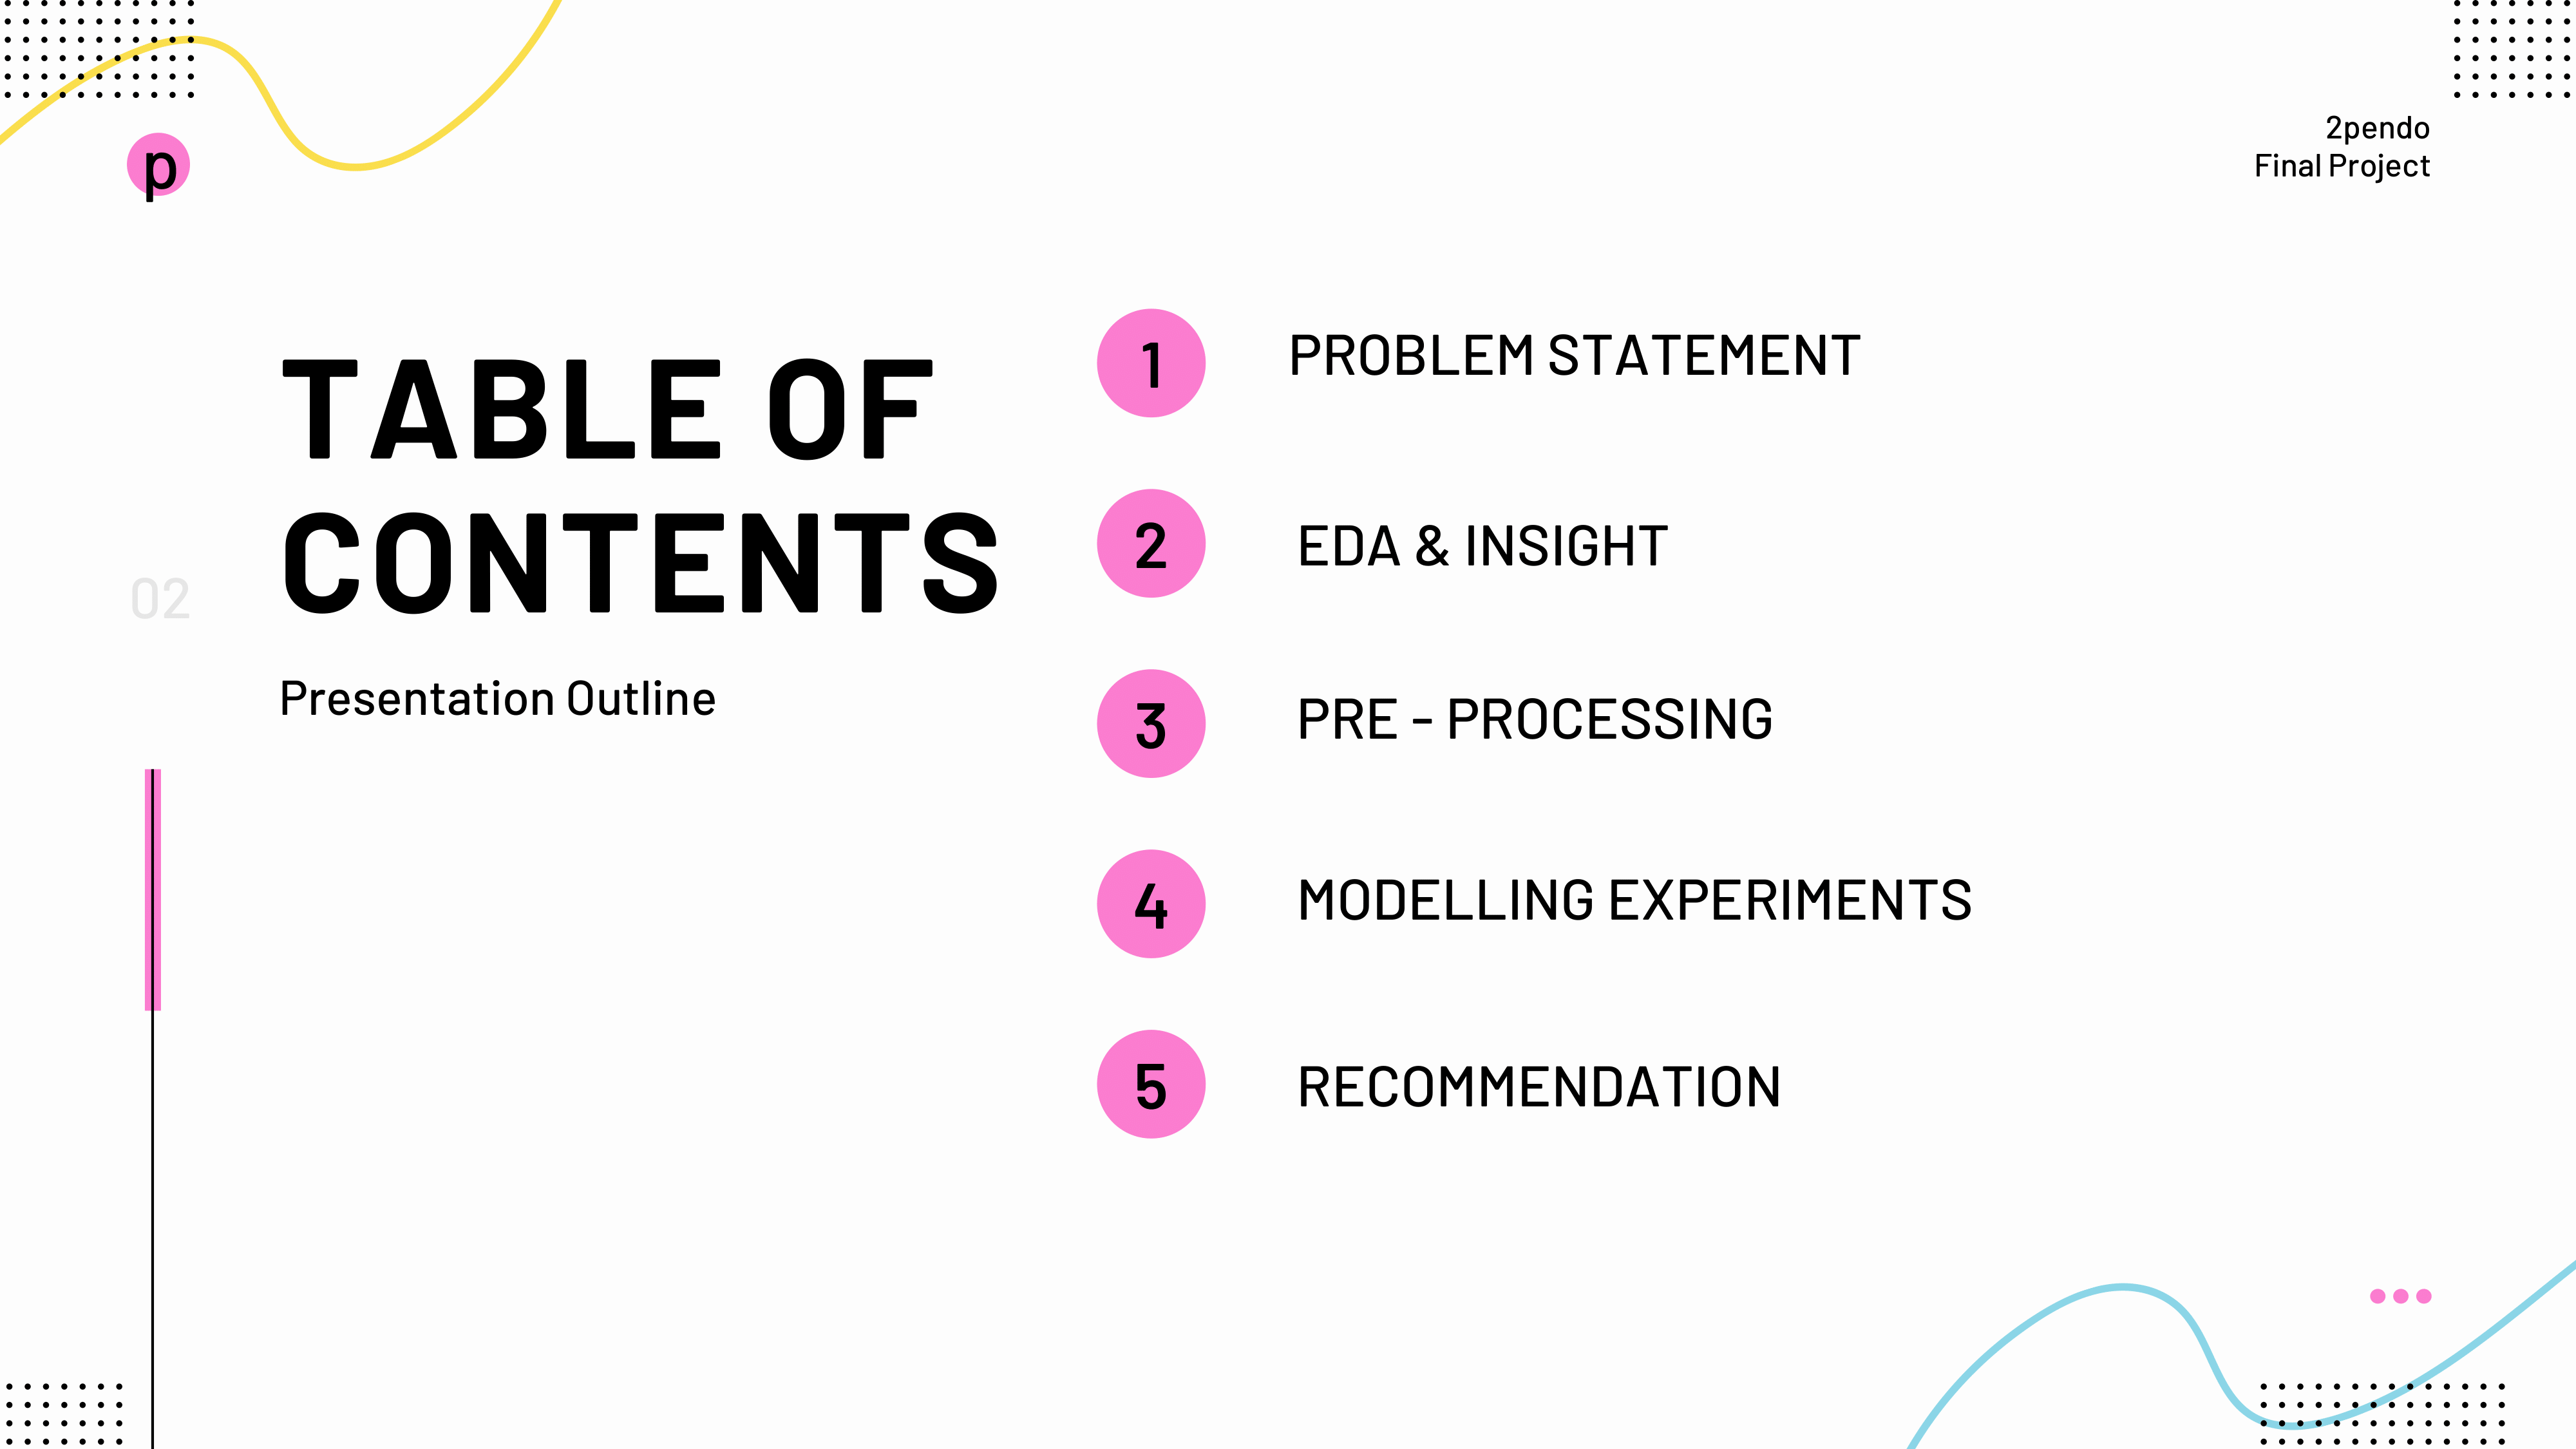 p
2pendo
Final Project
TABLE OF
CONTENTS
02
Presentation Outline
1 PROBLEM STATEMENT
2 EDA & INSIGHT
3 PRE - PROCESSING
4 MODELLING EXPERIMENTS
5 RECOMMENDATION